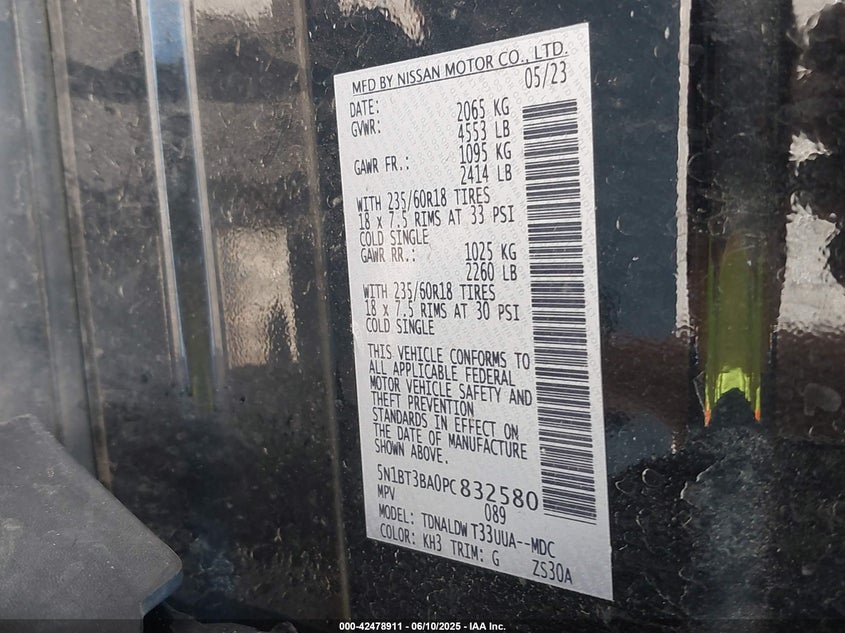 MFD BY NISSAN MOTOR CO., LTD.
DATE: 05/23
GVWR: 2065 KG
4553 LB
GAWR FR.: 1095 KG
2414 LB
WITH 235/60R18 TIRES
18 x 7.5 RIMS AT 33 PSI
COLD SINGLE
GAWR RR.: 1025 KG
2260 LB
WITH 235/60R18 TIRES
18 x 7.5 RIMS AT 30 PSI
COLD SINGLE
THIS VEHICLE CONFORMS TO
ALL APPLICABLE FEDERAL
MOTOR VEHICLE SAFETY AND
THEFT PREVENTION
STANDARDS IN EFFECT ON
THE DATE OF MANUFACTURE
SHOWN ABOVE.
5N1BT3BA0PC832580
MPV 089
MODEL: TDNALDW T33UUA--MDC
COLOR: KH3 TRIM: G ZS30A
000-42478911 - 06/10/2025 - IAA Inc.